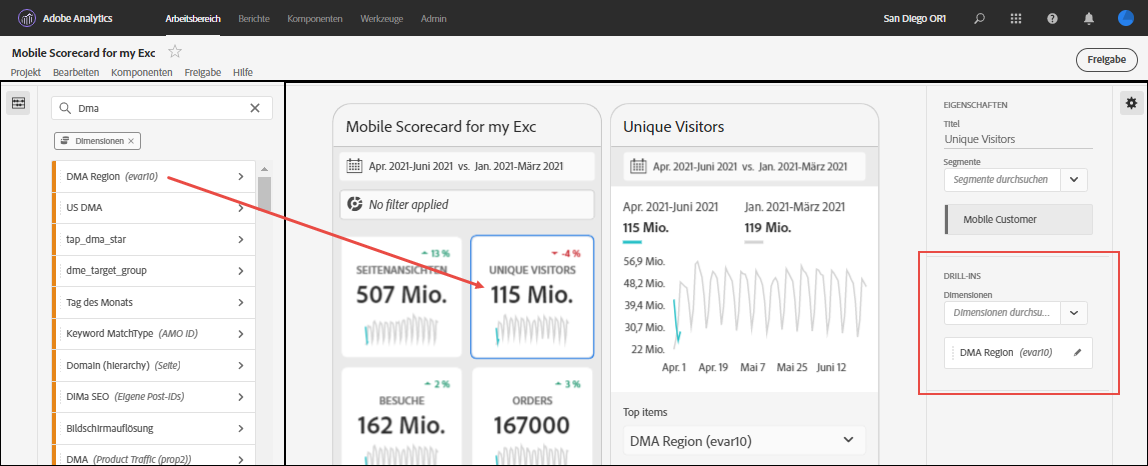 Adobe Analytics Arbeitsbereich Berichte Komponenten Werkzeuge Admin San Diego OR1
Mobile Scorecard for my Exc
Projekt Bearbeiten Komponenten Freigabe Hilfe
Freigabe
Dma
Dimensionen
DMA Region (evar10)
US DMA
tap_dma_star
dme_target_group
Tag des Monats
Keyword MatchType (AMO ID)
Domain (hierarchy) (Seite)
DIMa SEO (Eigene Post-IDs)
Bildschirmauflösung
DMA (Product Traffic (prop2))
Mobile Scorecard for my Exc
Apr. 2021-Juni 2021 vs. Jan. 2021-März 2021
No filter applied
13 %
SEITENANSICHTEN
507 Mio.
-4 %
UNIQUE VISITORS
115 Mio.
2 %
BESUCHE
162 Mio.
3 %
ORDERS
167000
Unique Visitors
Apr. 2021-Juni 2021 vs. Jan. 2021-März 2021
Apr. 2021-Juni 2021 Jan. 2021-März 2021
115 Mio. 119 Mio.
56,9 Mio.
48,2 Mio.
39,4 Mio.
30,7 Mio.
22 Mio.
Apr. 1 Apr. 19 Mai 7 Mai 25 Juni 12
Top items
DMA Region (evar10)
EIGENSCHAFTEN
Titel
Unique Visitors
Segmente
Segmente durchsuchen
Mobile Customer
DRILL-INS
Dimensionen
Dimensionen durchsu...
DMA Region (evar10)